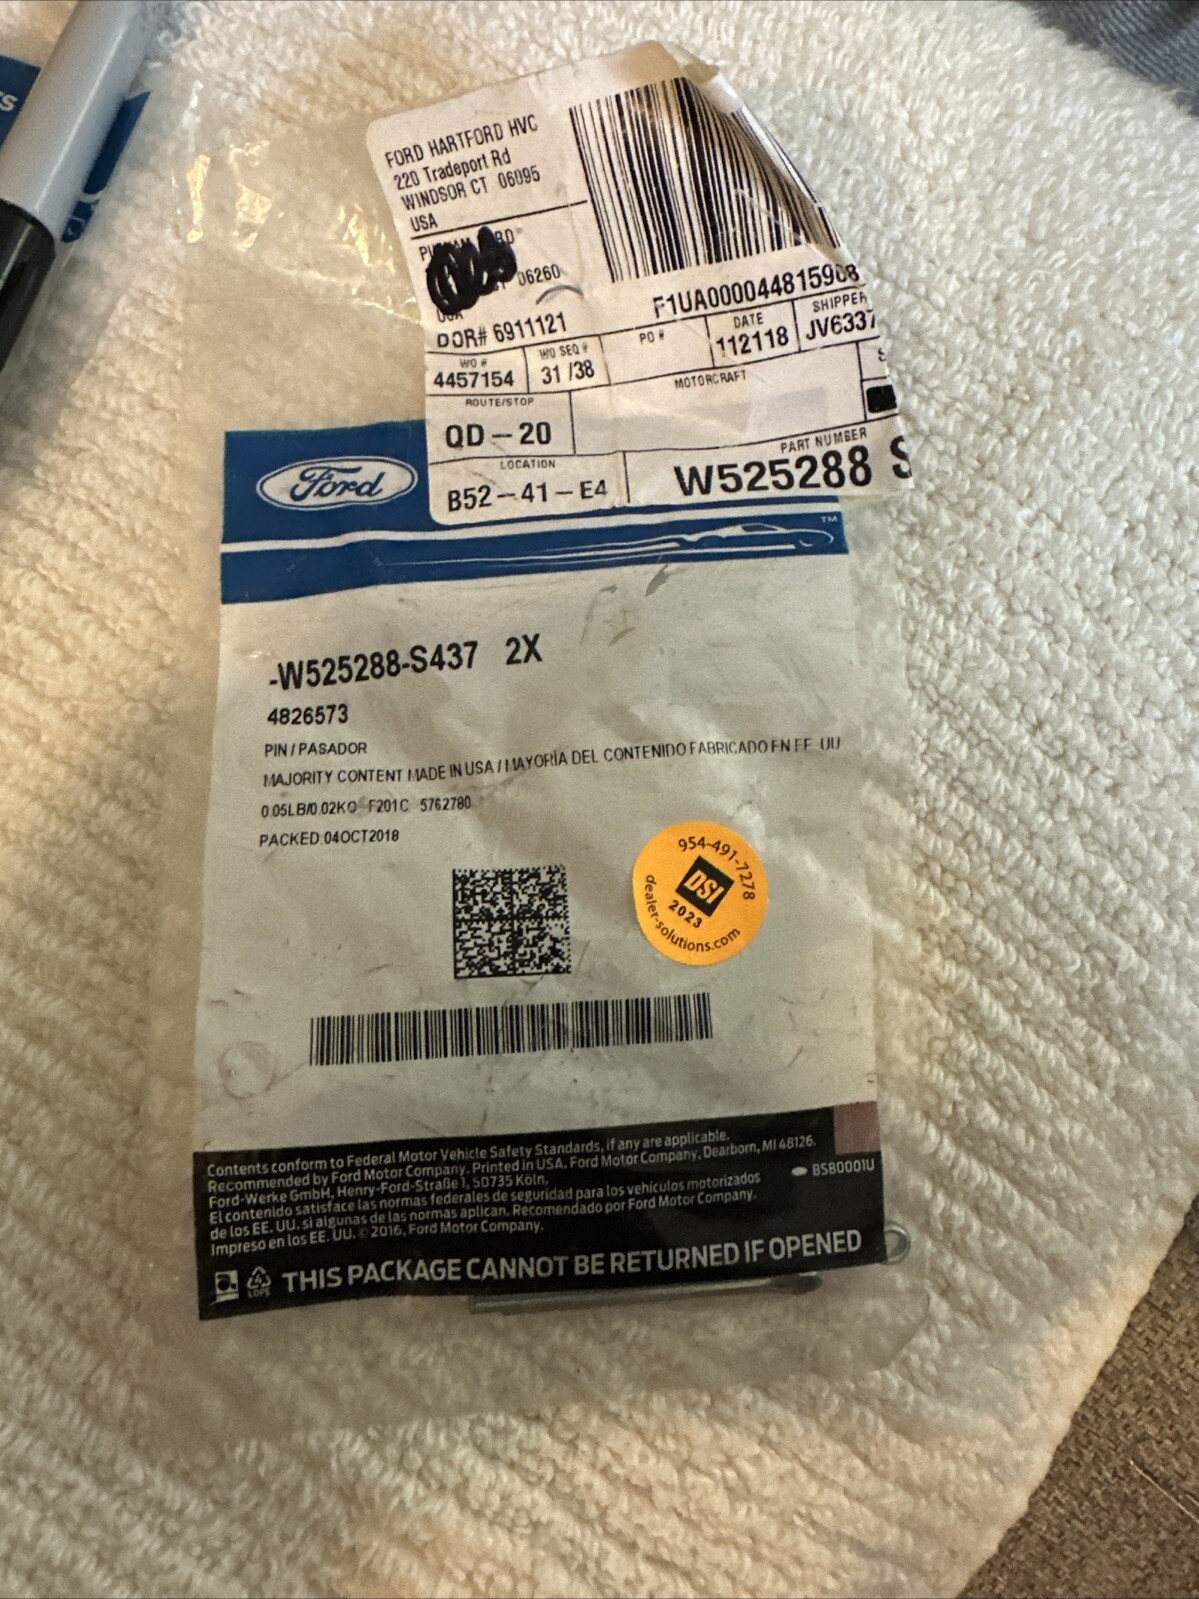 FORD HARTFORD HVC
220 Tradeport Rd
WINDSOR CT 06095
USA
06260
USA
DOR# 6911121
F1UA000044815908
WO #
4457154
WO SEQ #
31 /38
PO #
DATE
112118
SHIPPER
JV6337
ROUTE/STOP
QD-20
MOTORCRAFT
LOCATION
B52-41-E4
PART NUMBER
W525288 S
Ford
TM
-W525288-S437 2X
4826573
PIN / PASADOR
MAJORITY CONTENT MADE IN USA / MAYORÍA DEL CONTENIDO FABRICADO EN EE. UU
0.05LB/0.02KG F201C 5762780
PACKED:04OCT2018
954-491-7278
DSI
2023
dealer-solutions.com
Contents conform to Federal Motor Vehicle Safety Standards, if any are applicable.
Recommended by Ford Motor Company. Printed in USA. Ford Motor Company, Dearborn, MI 48126.
Ford-Werke GmbH, Henry-Ford-Straße 1, 50735 Köln.
El contenido satisface las normas federales de seguridad para los vehículos motorizados
de los EE. UU. si algunas de las normas aplican. Recomendado por Ford Motor Company.
Impreso en los EE. UU. © 2016, Ford Motor Company.
BSB0001U
4
LDPE
THIS PACKAGE CANNOT BE RETURNED IF OPENED